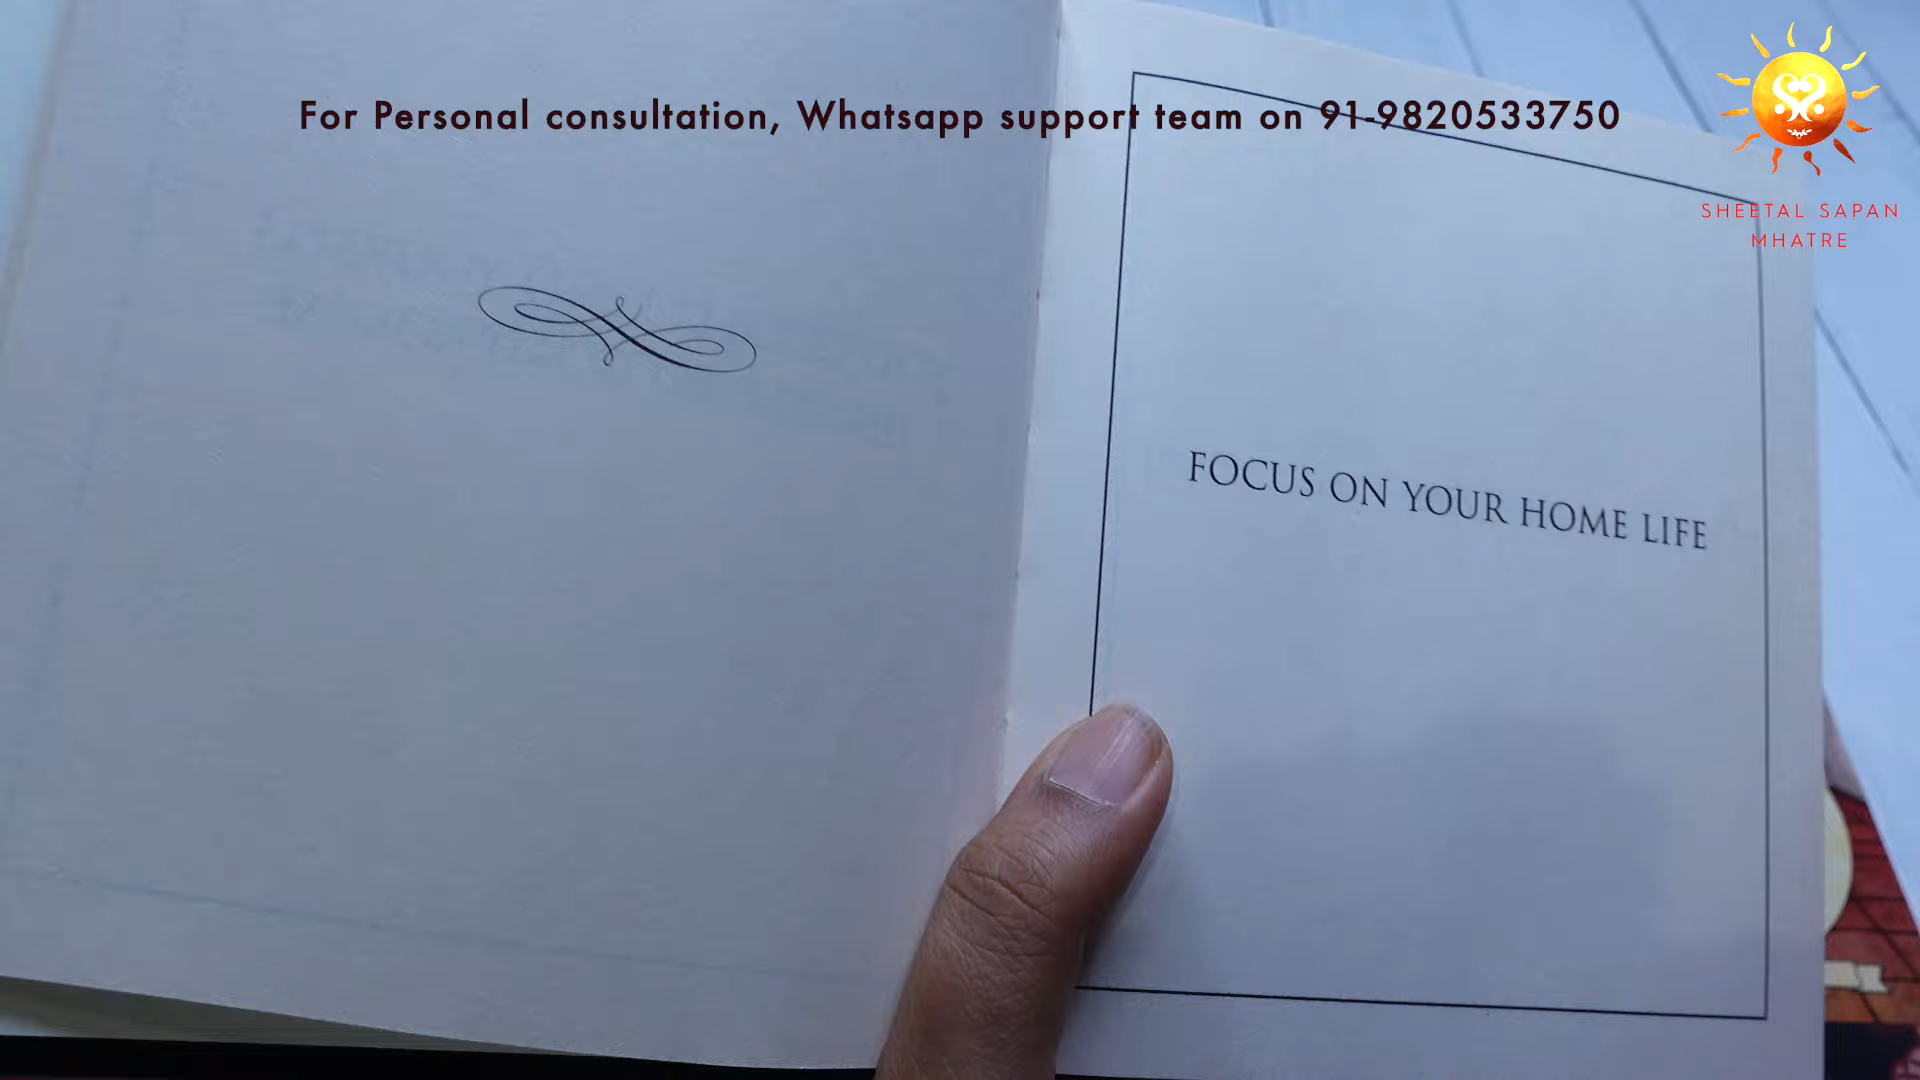 For Personal consultation, Whatsapp support team on 91-9820533750
SHEETAL SAPAN
MHATRE
FOCUS ON YOUR HOME LIFE